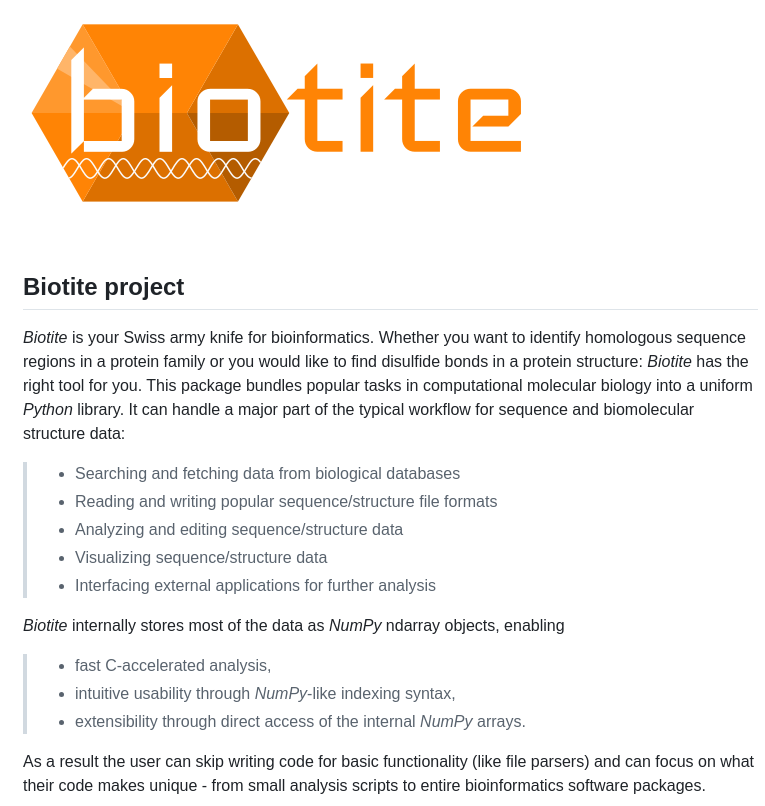 biotite
Biotite project
Biotite is your Swiss army knife for bioinformatics. Whether you want to identify homologous sequence
regions in a protein family or you would like to find disulfide bonds in a protein structure: Biotite has the
right tool for you. This package bundles popular tasks in computational molecular biology into a uniform
Python library. It can handle a major part of the typical workflow for sequence and biomolecular
structure data:
• Searching and fetching data from biological databases
• Reading and writing popular sequence/structure file formats
• Analyzing and editing sequence/structure data
• Visualizing sequence/structure data
• Interfacing external applications for further analysis
Biotite internally stores most of the data as NumPy ndarray objects, enabling
• fast C-accelerated analysis,
• intuitive usability through NumPy-like indexing syntax,
• extensibility through direct access of the internal NumPy arrays.
As a result the user can skip writing code for basic functionality (like file parsers) and can focus on what
their code makes unique - from small analysis scripts to entire bioinformatics software packages.